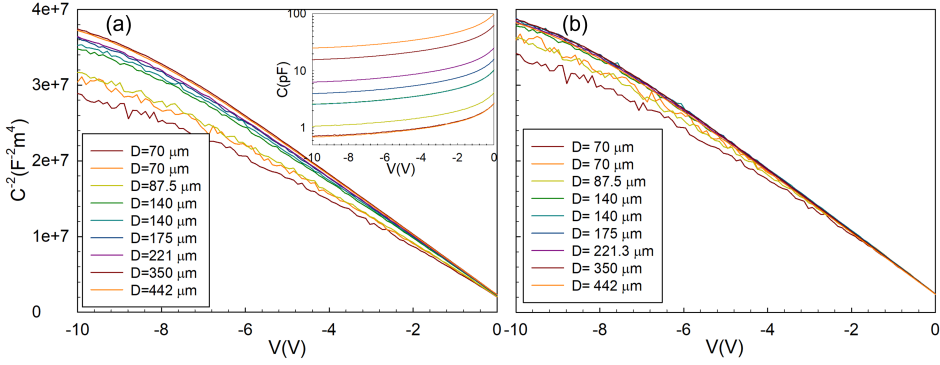 (a)
C⁻²(F⁻²m⁴)
4e+7
3e+7
2e+7
1e+7
0
-10
-8
-6
-4
-2
0
V(V)
D=70 μm
D=70 μm
D=87.5 μm
D=140 μm
D=140 μm
D=175 μm
D=221 μm
D=350 μm
D=442 μm
C(pF)
100
10
1
-10
-8
-6
-4
-2
0
V(V)
(b)
-10
-8
-6
-4
-2
0
V(V)
D= 70 μm
D= 70 μm
D= 87.5 μm
D= 140 μm
D= 140 μm
D= 175 μm
D= 221.3 μm
D= 350 μm
D= 442 μm